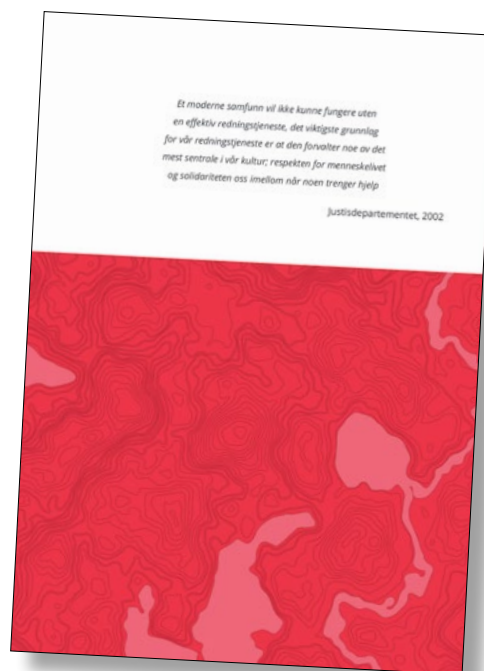 Et moderne samfunn vil ikke kunne fungere uten
en effektiv redningstjeneste, det viktigste grunnlag
for vår redningstjeneste er at den forvalter noe av det
mest sentrale i vår kultur; respekten for menneskelivet
og solidariteten oss imellom når noen trenger hjelp
Justisdepartementet, 2002